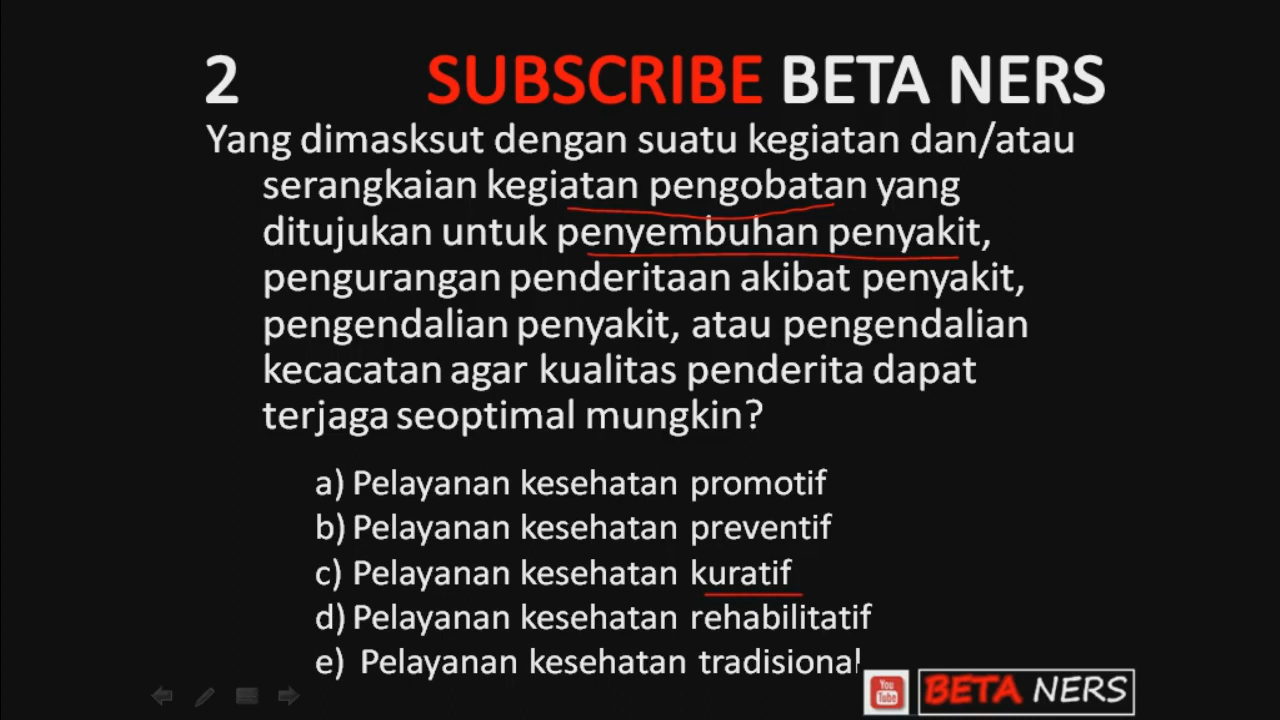 2 SUBSCRIBE BETA NERS
Yang dimasksut dengan suatu kegiatan dan/atau
serangkaian kegiatan pengobatan yang
ditujukan untuk penyembuhan penyakit,
pengurangan penderitaan akibat penyakit,
pengendalian penyakit, atau pengendalian
kecacatan agar kualitas penderita dapat
terjaga seoptimal mungkin?
a) Pelayanan kesehatan promotif
b) Pelayanan kesehatan preventif
c) Pelayanan kesehatan kuratif
d) Pelayanan kesehatan rehabilitatif
e) Pelayanan kesehatan tradisional
You
Tube
BETA NERS